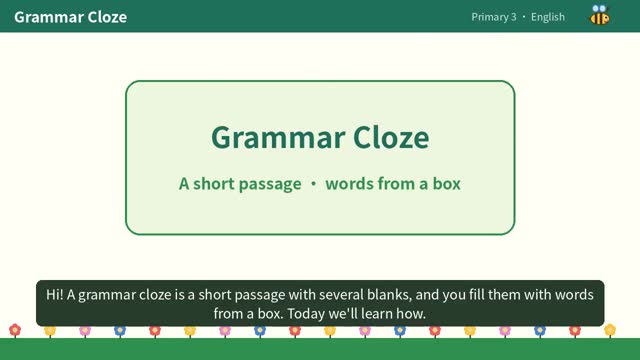 Grammar Cloze
Primary 3 • English
Grammar Cloze
A short passage • words from a box
Hi! A grammar cloze is a short passage with several blanks, and you fill them with words
from a box. Today we'll learn how.